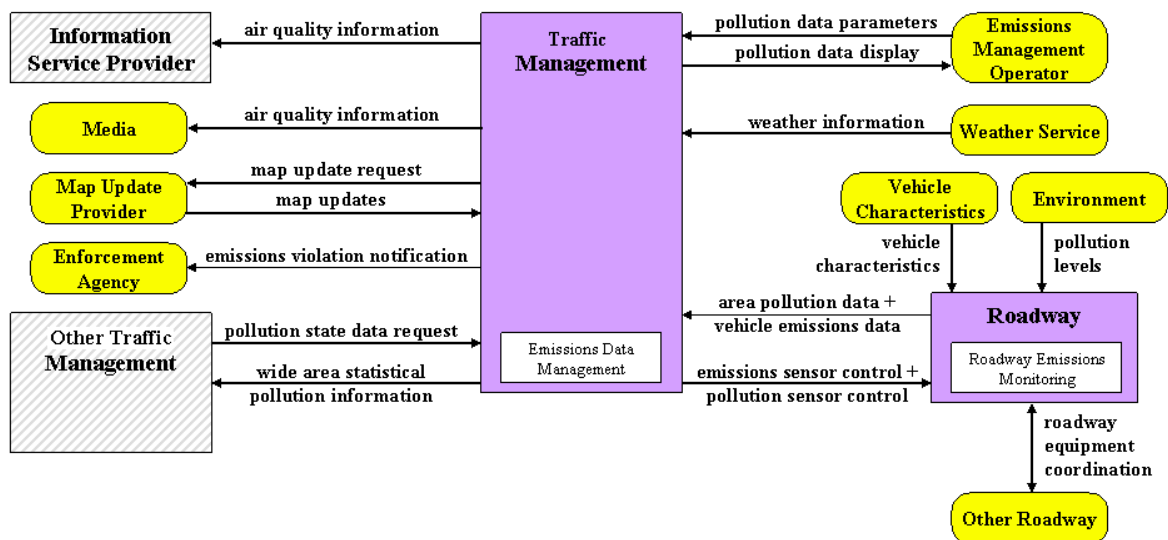 Information
Service Provider
air quality information
Traffic
Management
pollution data parameters
pollution data display
Emissions
Management
Operator
Media
air quality information
weather information
Weather Service
Map Update
Provider
map update request
map updates
Vehicle
Characteristics
Environment
vehicle
characteristics
pollution
levels
Enforcement
Agency
emissions violation notification
Other Traffic
Management
pollution state data request
wide area statistical
pollution information
Emissions Data
Management
area pollution data +
vehicle emissions data
emissions sensor control +
pollution sensor control
Roadway
Roadway Emissions
Monitoring
roadway
equipment
coordination
Other Roadway